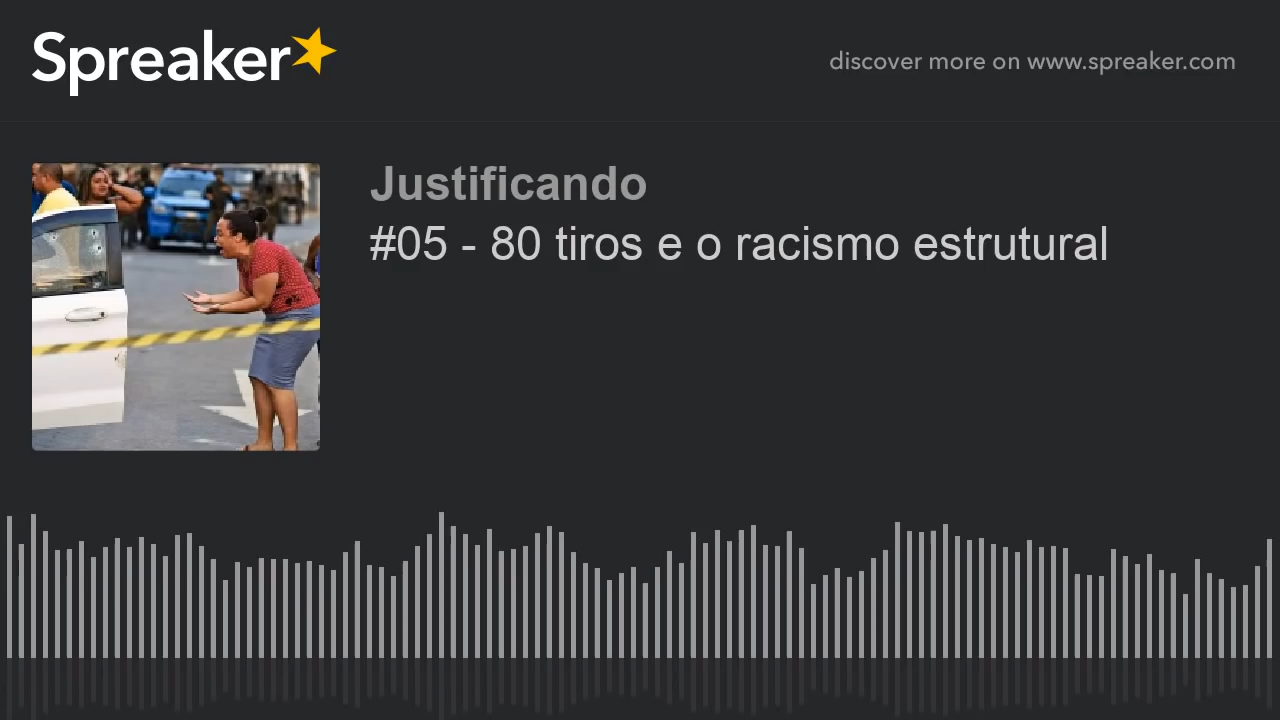 Spreaker
discover more on www.spreaker.com
Justificando
#05 - 80 tiros e o racismo estrutural